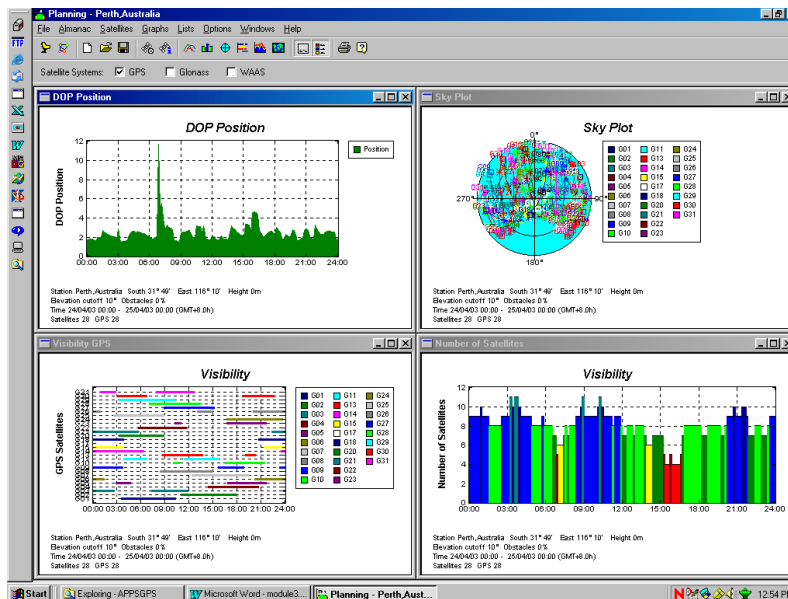 Planning - Perth,Australia
File Almanac Satellites Graphs Lists Options Windows Help
FTP
Satellite Systems: GPS Glonass WAAS
DOP Position
DOP Position
DOP Position
12
10
8
6
4
2
0
00:00 03:00 06:00 09:00 12:00 15:00 18:00 21:00 24:00
Position
Station Perth,Australia South 31° 49' East 116° 10' Height 0m
Elevation cutoff 10° Obstacles 0%
Time 24/04/03 00:00 - 25/04/03 00:00 (GMT+8.0h)
Satellites 28 GPS 28
Sky Plot
Sky Plot
0°
270°
90°
180°
G01 G11 G24
G02 G13 G25
G03 G14 G26
G04 G15 G27
G05 G17 G28
G06 G18 G29
G07 G20 G30
G08 G21 G31
G09 G22
G10 G23
Station Perth,Australia South 31° 49' East 116° 10' Height 0m
Elevation cutoff 10° Obstacles 0%
Time 24/04/03 00:00 - 25/04/03 00:00 (GMT+8.0h)
Satellites 28 GPS 28
Visibility GPS
Visibility
GPS Satellites
00:00 03:00 06:00 09:00 12:00 15:00 18:00 21:00 24:00
G01 G11 G24
G02 G13 G25
G03 G14 G26
G04 G15 G27
G05 G17 G28
G06 G18 G29
G07 G20 G30
G08 G21 G31
G09 G22
G10 G23
Station Perth,Australia South 31° 49' East 116° 10' Height 0m
Elevation cutoff 10° Obstacles 0%
Time 24/04/03 00:00 - 25/04/03 00:00 (GMT+8.0h)
Satellites 28 GPS 28
Number of Satellites
Visibility
Number of Satellites
12
10
8
6
4
2
0
00:00 03:00 06:00 09:00 12:00 15:00 18:00 21:00 24:00
Station Perth,Australia South 31° 49' East 116° 10' Height 0m
Elevation cutoff 10° Obstacles 0%
Time 24/04/03 00:00 - 25/04/03 00:00 (GMT+8.0h)
Satellites 28 GPS 28
Start
Exploring - APPSGPS
Microsoft Word - module3....
Planning - Perth,Aust...
12:54 PM